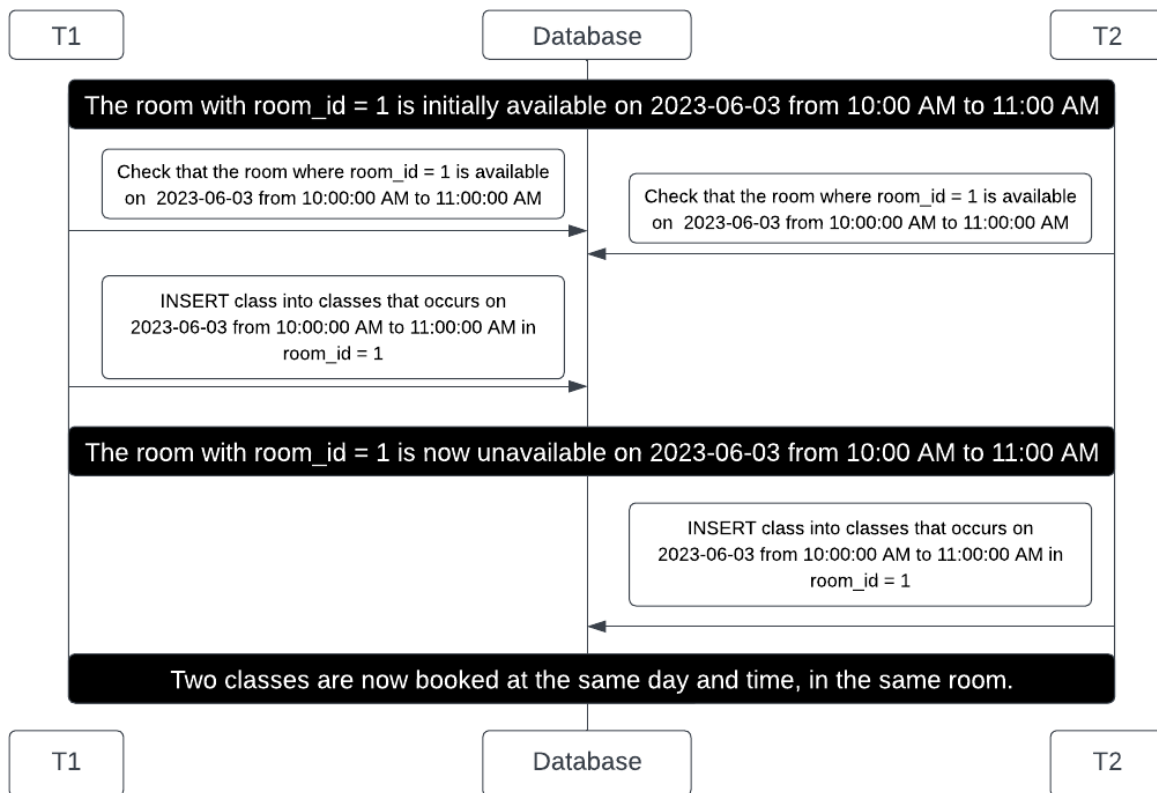 T1
Database
T2
The room with room_id = 1 is initially available on 2023-06-03 from 10:00 AM to 11:00 AM
Check that the room where room_id = 1 is available
on 2023-06-03 from 10:00:00 AM to 11:00:00 AM
Check that the room where room_id = 1 is available
on 2023-06-03 from 10:00:00 AM to 11:00:00 AM
INSERT class into classes that occurs on
2023-06-03 from 10:00:00 AM to 11:00:00 AM in
room_id = 1
The room with room_id = 1 is now unavailable on 2023-06-03 from 10:00 AM to 11:00 AM
INSERT class into classes that occurs on
2023-06-03 from 10:00:00 AM to 11:00:00 AM in
room_id = 1
Two classes are now booked at the same day and time, in the same room.
T1
Database
T2